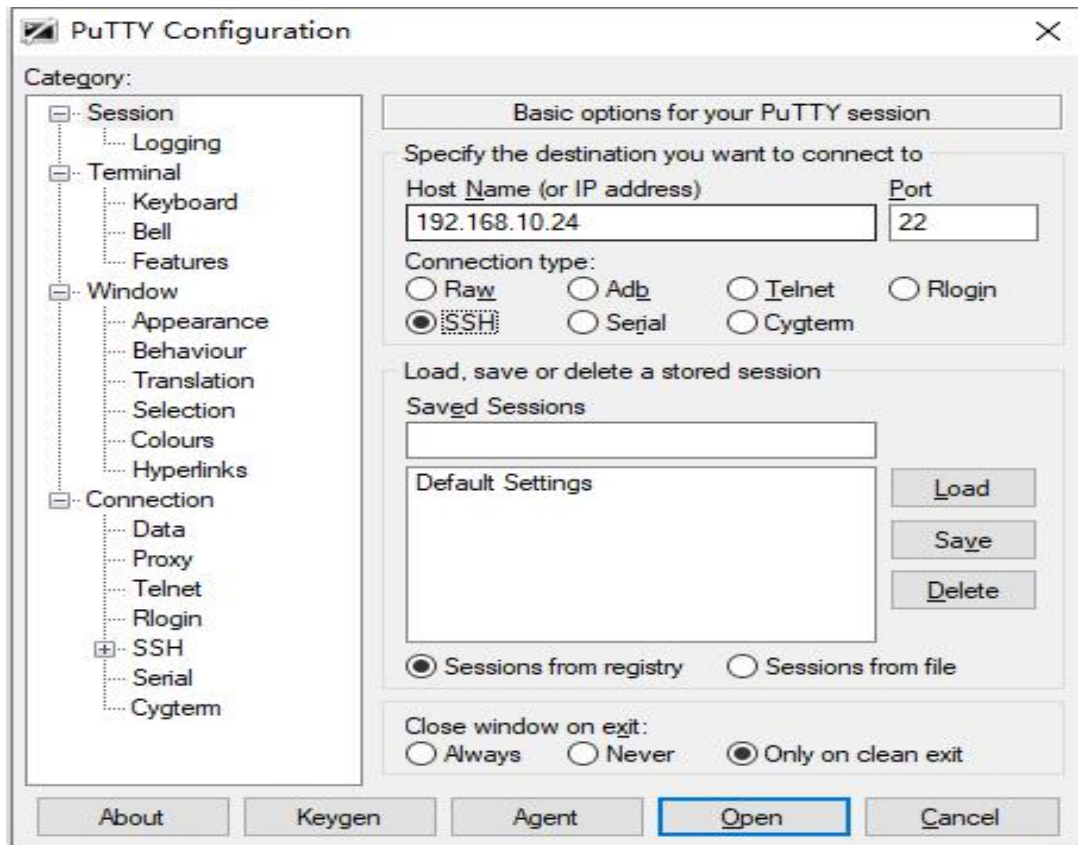 PuTTY Configuration
Category:
Session
Logging
Terminal
Keyboard
Bell
Features
Window
Appearance
Behaviour
Translation
Selection
Colours
Hyperlinks
Connection
Data
Proxy
Telnet
Rlogin
SSH
Serial
Cygterm
Basic options for your PuTTY session
Specify the destination you want to connect to
Host Name (or IP address) Port
192.168.10.24 22
Connection type:
Raw Adb Telnet Rlogin
SSH Serial Cygterm
Load, save or delete a stored session
Saved Sessions
Default Settings
Load
Save
Delete
Sessions from registry Sessions from file
Close window on exit:
Always Never Only on clean exit
About Keygen Agent Open Cancel